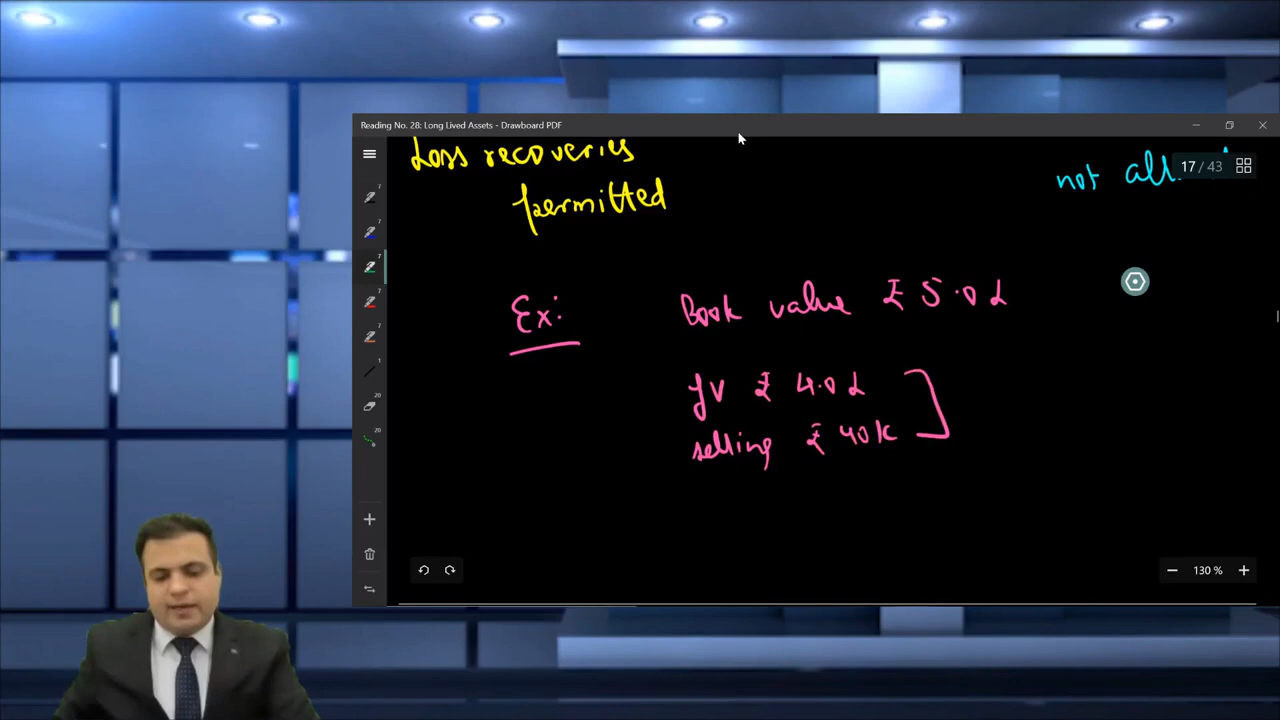 Reading No. 28: Long Lived Assets - Drawboard PDF
Loss recoveries
permitted
not
17 / 43
Ex:
Book value ₹ 5.0 L
FV ₹ 4.0 L
selling ₹ 40K
130 %